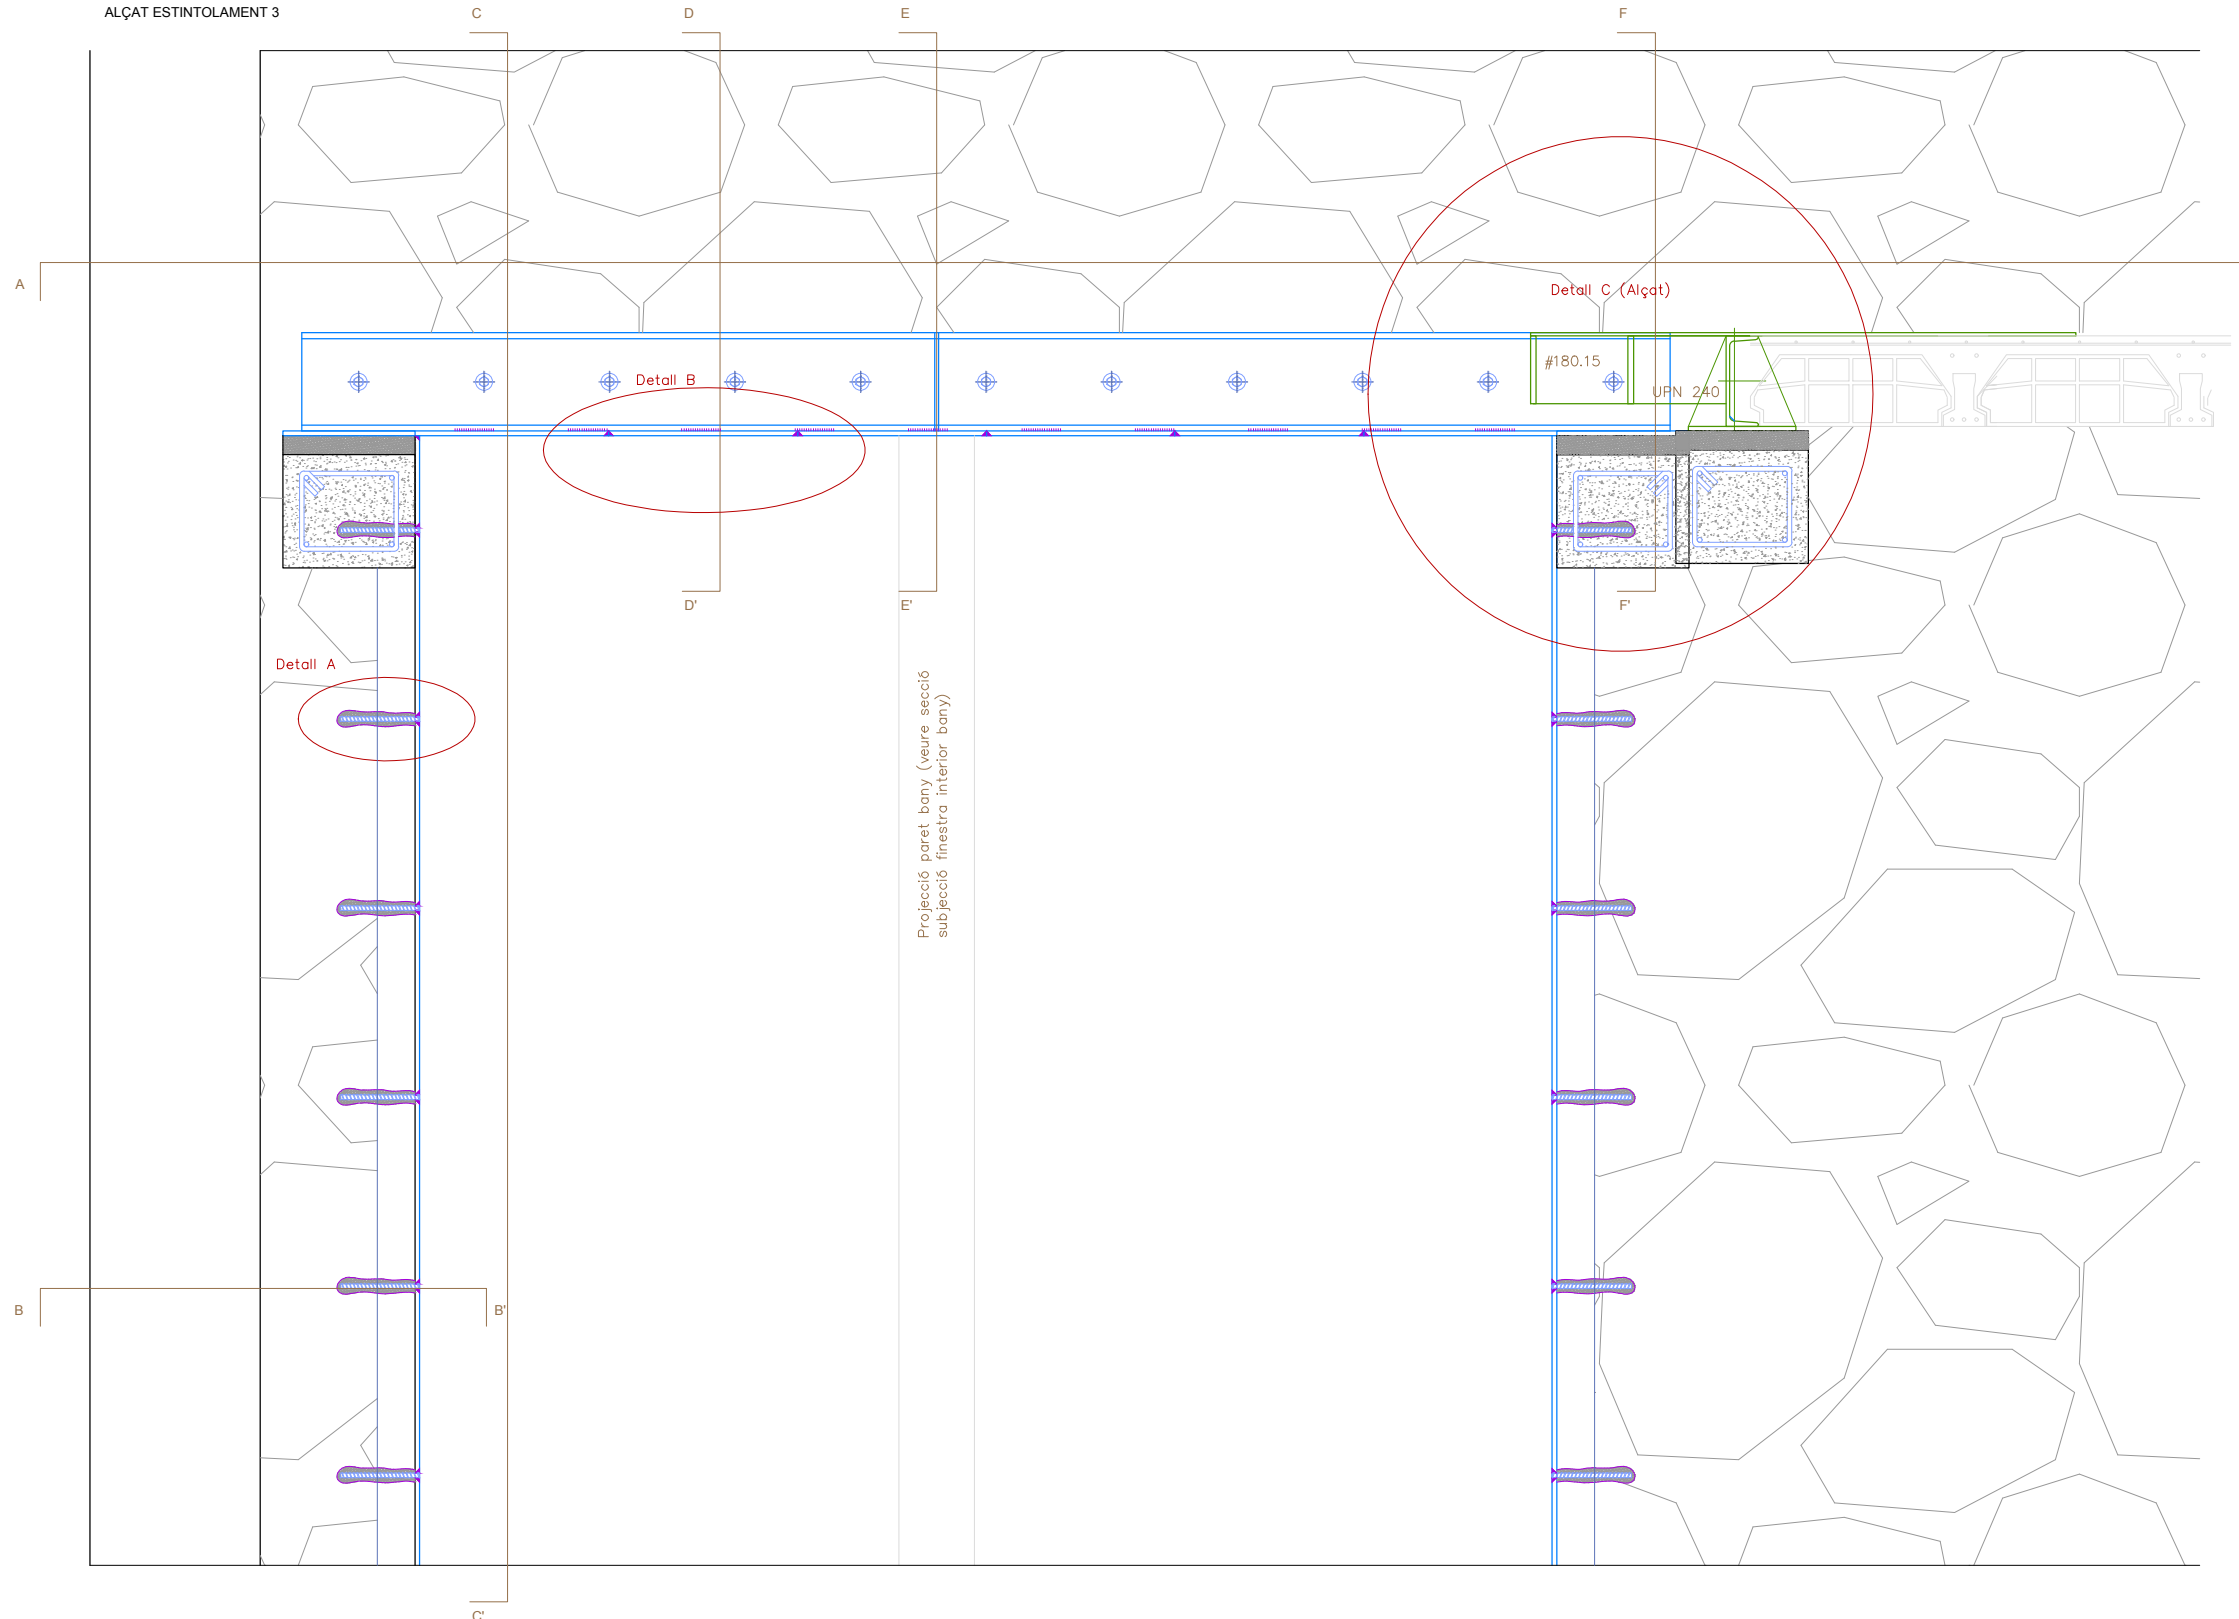 ALÇAT ESTINTOLAMENT 3
C
D
E
F
A
Detall C (Alçat)
#180.15
Detall B
UPN 240
D'
E'
F'
Detall A
Projecció paret bany (veure secció
subjecció finestra interior bany)
B
B'
C'